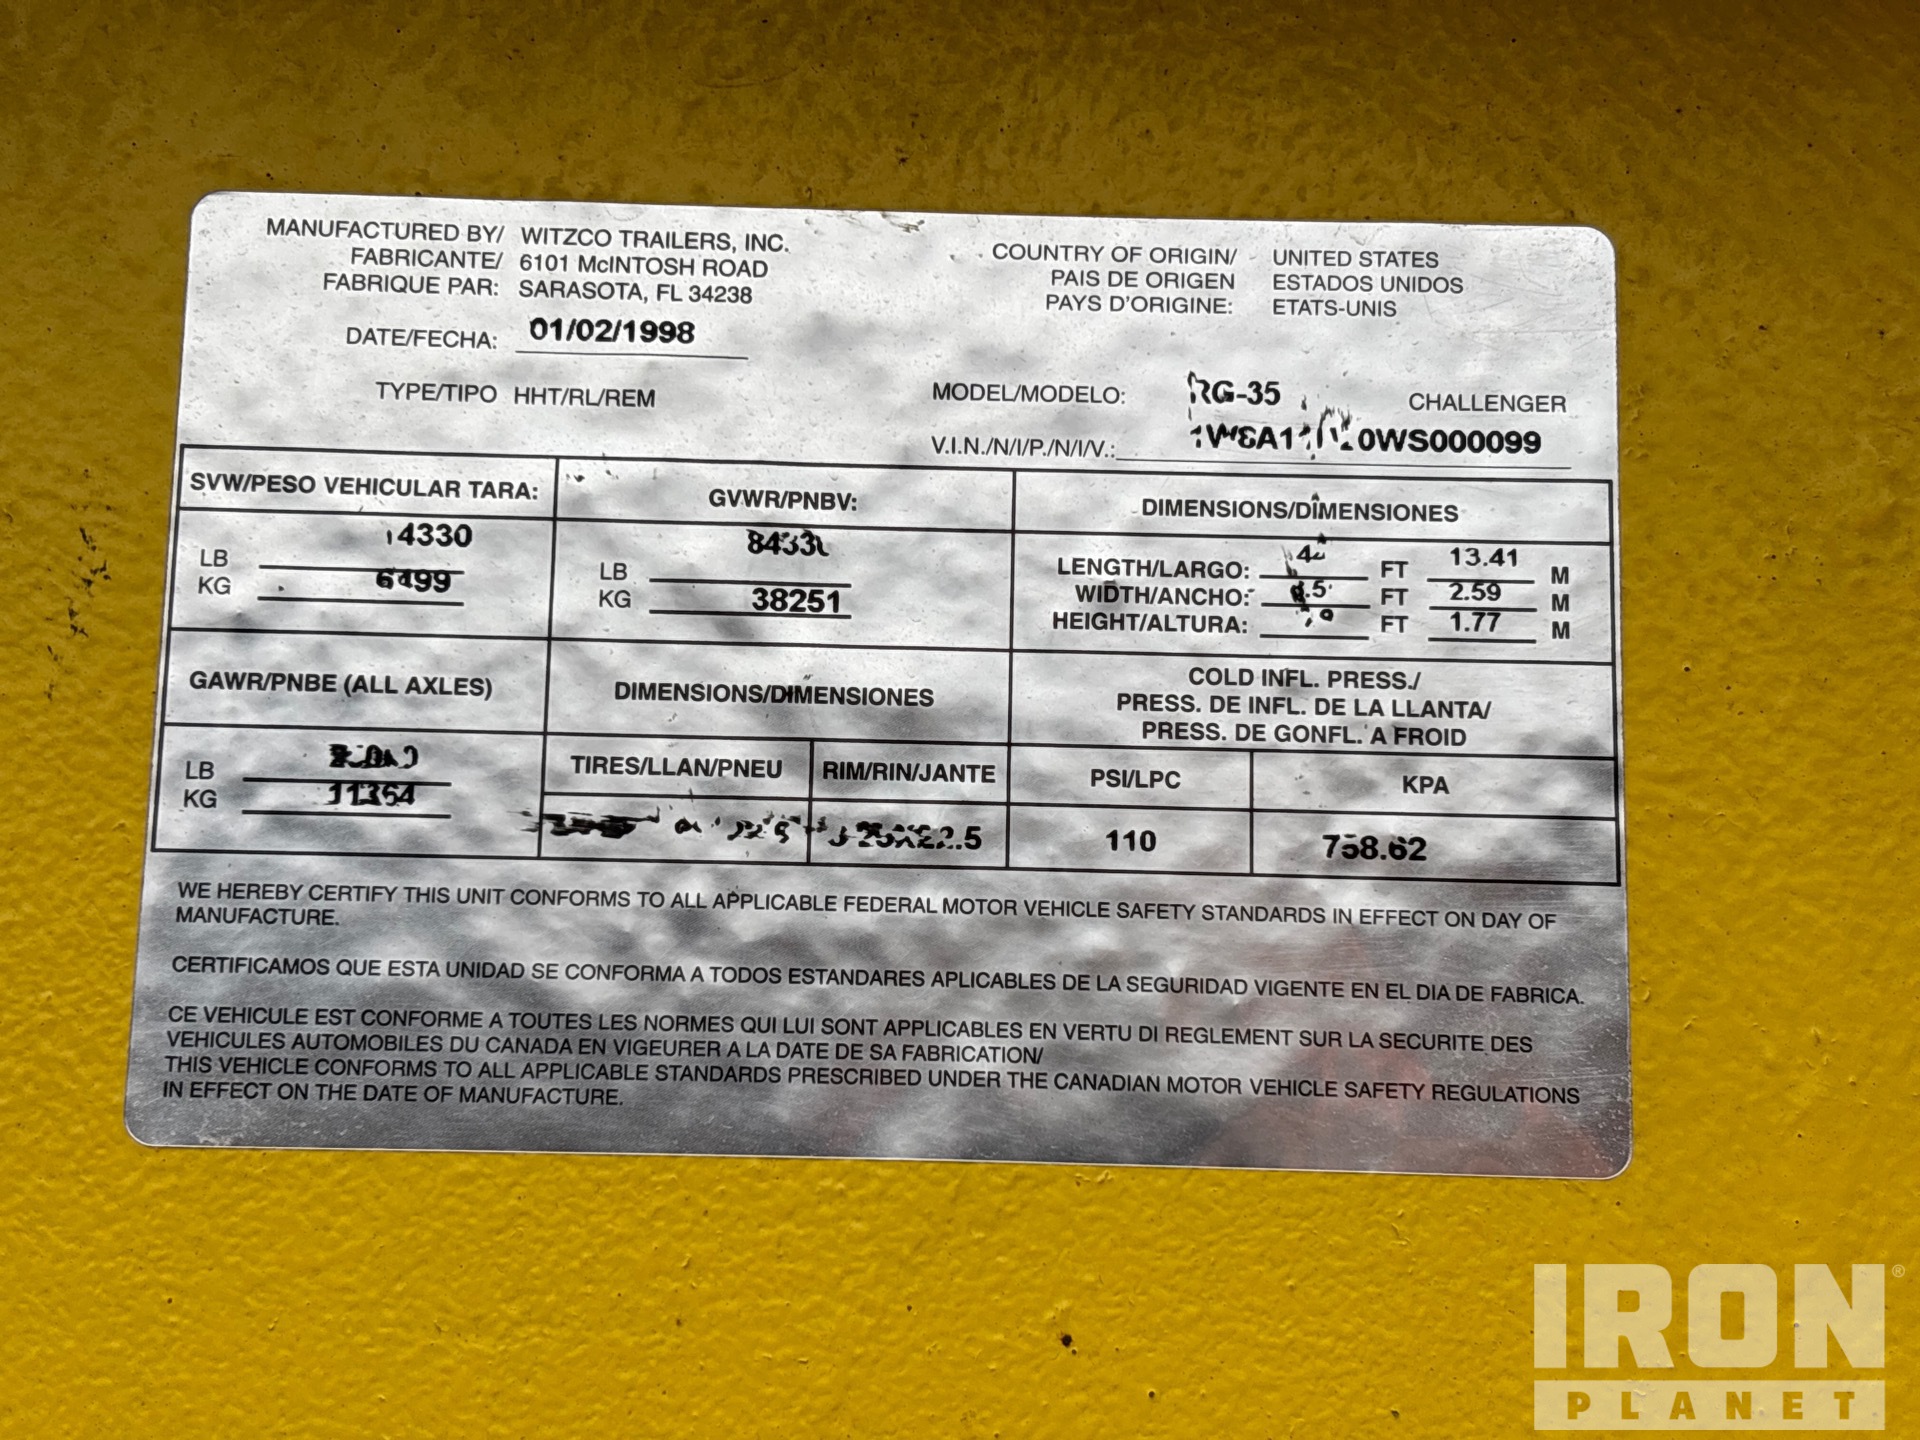 MANUFACTURED BY/ WITZCO TRAILERS, INC.
FABRICANTE/ 6101 McINTOSH ROAD
FABRIQUE PAR: SARASOTA, FL 34238
COUNTRY OF ORIGIN/ UNITED STATES
PAIS DE ORIGEN ESTADOS UNIDOS
PAYS D'ORIGINE: ETATS-UNIS
DATE/FECHA: 01/02/1998
TYPE/TIPO HHT/RL/REM
MODEL/MODELO: RG-35 CHALLENGER
V.I.N./N/I/P./N/I/V.:
SVW/PESO VEHICULAR TARA:
14330
LB
KG 6499
GVWR/PNBV:
LB
KG 38251
DIMENSIONS/DIMENSIONES
LENGTH/LARGO: FT 13.41 M
WIDTH/ANCHO: 8.5 FT 2.59 M
HEIGHT/ALTURA: FT 1.77 M
GAWR/PNBE (ALL AXLES)
LB
KG
DIMENSIONS/DIMENSIONES
TIRES/LLAN/PNEU RIM/RIN/JANTE
COLD INFL. PRESS./
PRESS. DE INFL. DE LA LLANTA/
PRESS. DE GONFL. A FROID
PSI/LPC KPA
110 758.62
WE HEREBY CERTIFY THIS UNIT CONFORMS TO ALL APPLICABLE FEDERAL MOTOR VEHICLE SAFETY STANDARDS IN EFFECT ON DAY OF
MANUFACTURE.
CERTIFICAMOS QUE ESTA UNIDAD SE CONFORMA A TODOS ESTANDARES APLICABLES DE LA SEGURIDAD VIGENTE EN EL DIA DE FABRICA.
CE VEHICULE EST CONFORME A TOUTES LES NORMES QUI LUI SONT APPLICABLES EN VERTU DI REGLEMENT SUR LA SECURITE DES
VEHICULES AUTOMOBILES DU CANADA EN VIGEURER A LA DATE DE SA FABRICATION/
THIS VEHICLE CONFORMS TO ALL APPLICABLE STANDARDS PRESCRIBED UNDER THE CANADIAN MOTOR VEHICLE SAFETY REGULATIONS
IN EFFECT ON THE DATE OF MANUFACTURE.
IRON®
PLANET